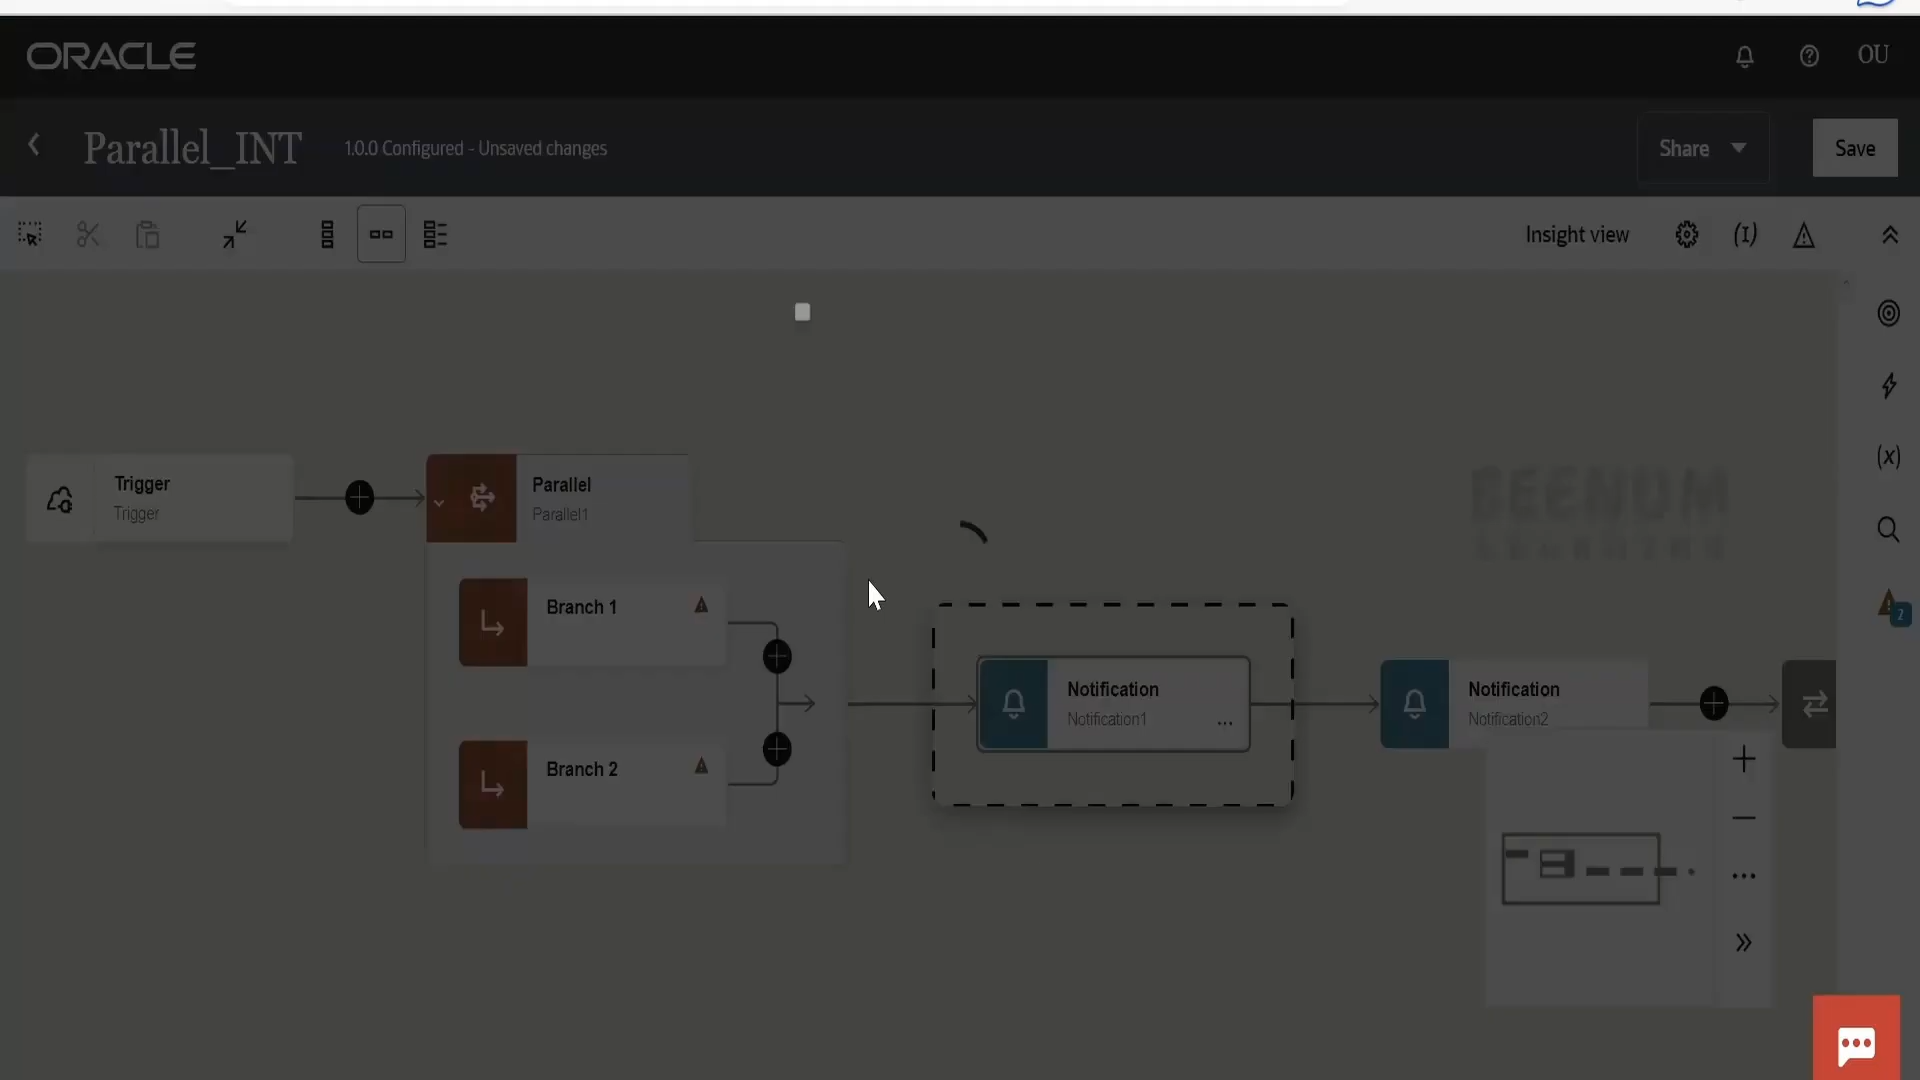 ORACLE
OU
Parallel_INT
1.0.0 Configured - Unsaved changes
Share
Save
Insight view
(I)
(x)
Trigger
Trigger
Parallel
Parallel1
Branch 1
Branch 2
Notification
Notification1
Notification
Notification2
2